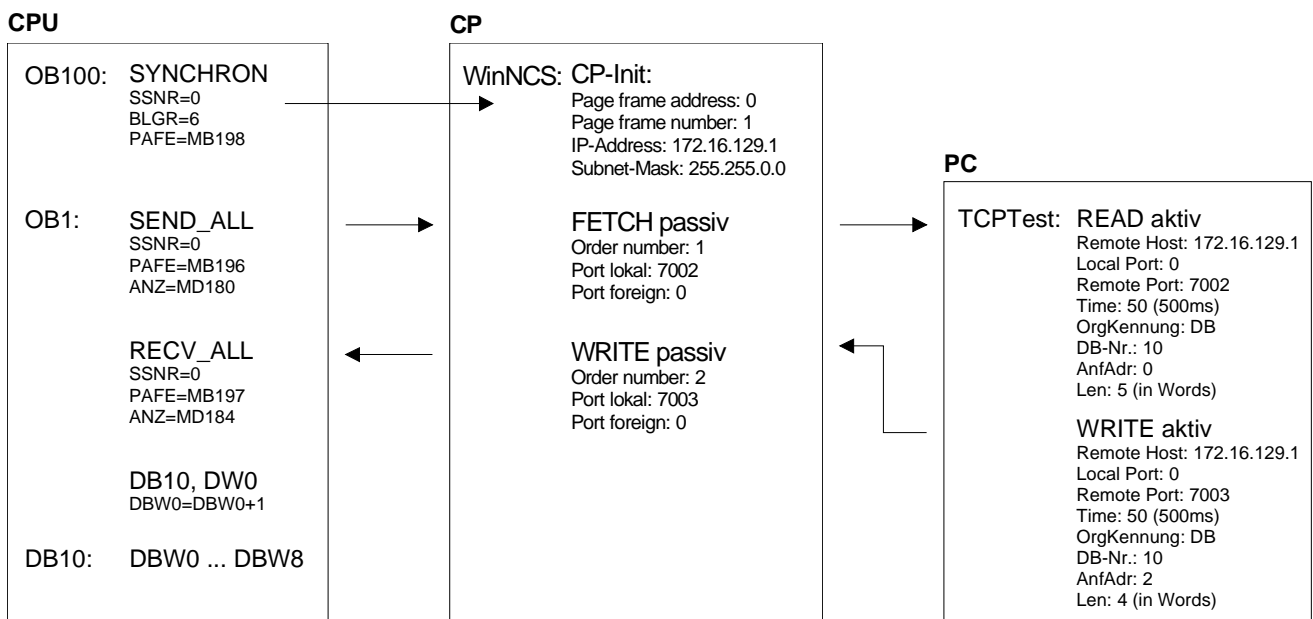 CPU
OB100: SYNCHRON
SSNR=0
BLGR=6
PAFE=MB198
OB1: SEND_ALL
SSNR=0
PAFE=MB196
ANZ=MD180
RECV_ALL
SSNR=0
PAFE=MB197
ANZ=MD184
DB10, DW0
DBW0=DBW0+1
DB10: DBW0 ... DBW8
CP
WinNCS: CP-Init:
Page frame address: 0
Page frame number: 1
IP-Address: 172.16.129.1
Subnet-Mask: 255.255.0.0
FETCH passiv
Order number: 1
Port lokal: 7002
Port foreign: 0
WRITE passiv
Order number: 2
Port lokal: 7003
Port foreign: 0
PC
TCPTest: READ aktiv
Remote Host: 172.16.129.1
Local Port: 0
Remote Port: 7002
Time: 50 (500ms)
OrgKennung: DB
DB-Nr.: 10
AnfAdr: 0
Len: 5 (in Words)
WRITE aktiv
Remote Host: 172.16.129.1
Local Port: 0
Remote Port: 7003
Time: 50 (500ms)
OrgKennung: DB
DB-Nr.: 10
AnfAdr: 2
Len: 4 (in Words)